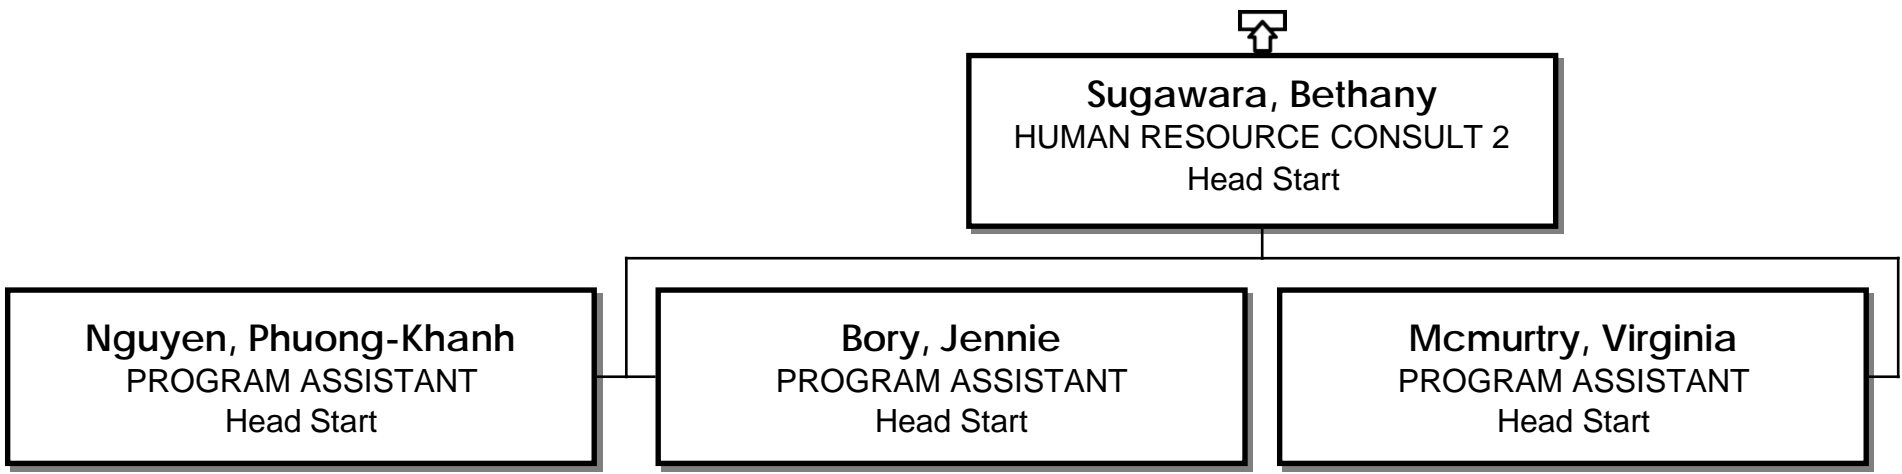 Sugawara, Bethany
HUMAN RESOURCE CONSULT 2
Head Start
Nguyen, Phuong-Khanh
PROGRAM ASSISTANT
Head Start
Bory, Jennie
PROGRAM ASSISTANT
Head Start
Mcmurtry, Virginia
PROGRAM ASSISTANT
Head Start